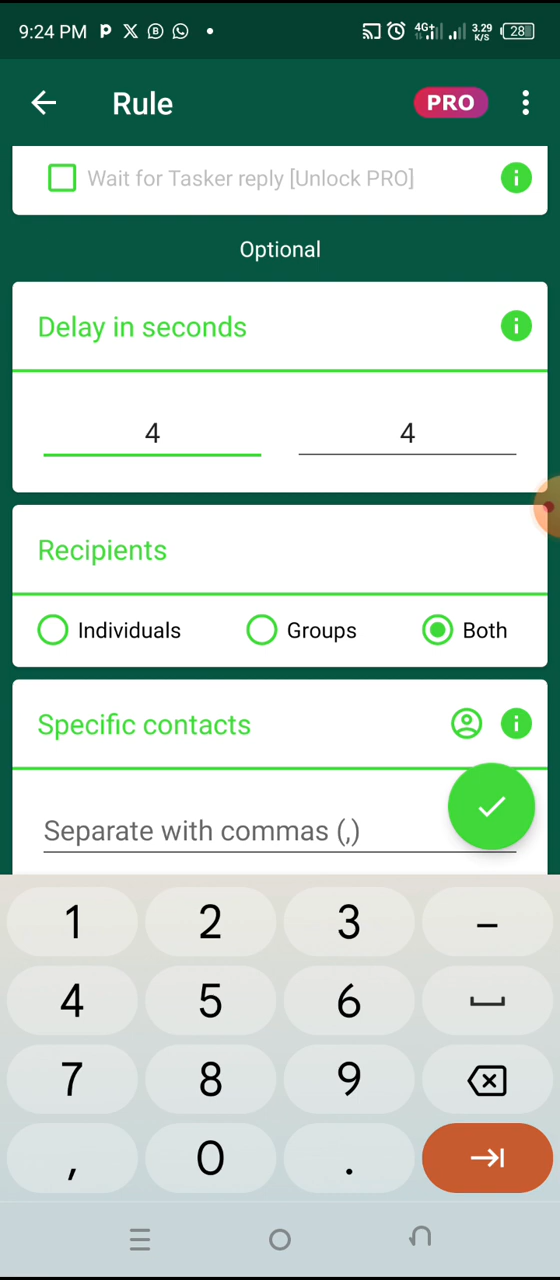 9:24 PM
4G+
3.29 K/S
28
Rule
PRO
Wait for Tasker reply [Unlock PRO]
Optional
Delay in seconds
4 4
Recipients
Individuals Groups Both
Specific contacts
Separate with commas (,)
1 2 3 –
4 5 6
7 8 9
, 0 .